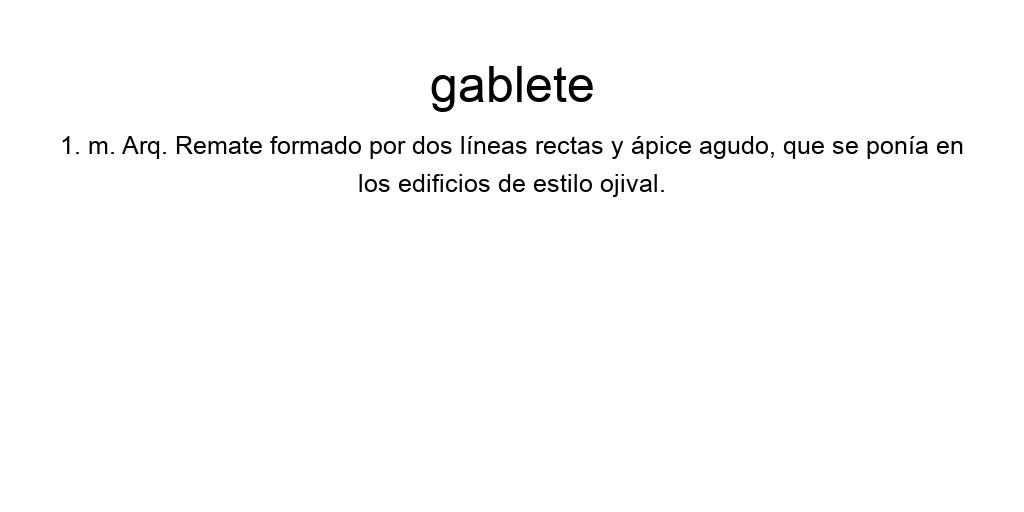 gablete
1. m. Arq. Remate formado por dos líneas rectas y ápice agudo, que se ponía en
los edificios de estilo ojival.